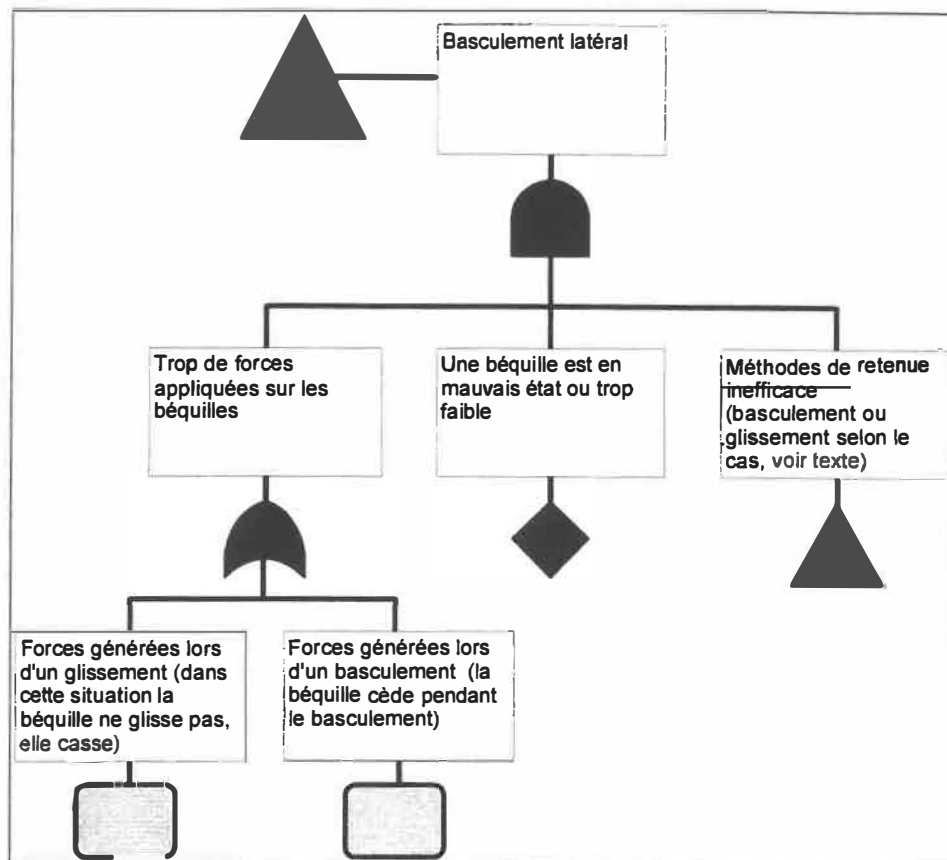 Basculement latéral
Trop de forces
appliquées sur les
béquilles
Une béquille est en
mauvais état ou trop
faible
Méthodes de retenue
inefficace
(basculement ou
glissement selon le
cas, voir texte)
Forces générées lors
d'un glissement (dans
cette situation la
béquille ne glisse pas,
elle casse)
Forces générées lors
d'un basculement (la
béquille cède pendant
le basculement)